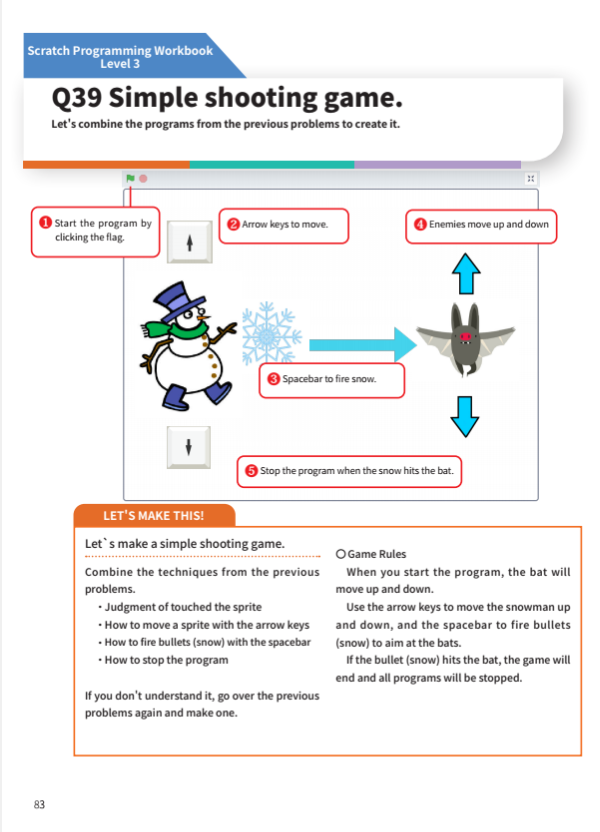 Scratch Programming Workbook
Level 3
Q39 Simple shooting game.
Let's combine the programs from the previous problems to create it.
1 Start the program by
clicking the flag.
2 Arrow keys to move.
4 Enemies move up and down
3 Spacebar to fire snow.
5 Stop the program when the snow hits the bat.
LET'S MAKE THIS!
Let`s make a simple shooting game.
Combine the techniques from the previous
problems.
・Judgment of touched the sprite
・How to move a sprite with the arrow keys
・How to fire bullets (snow) with the spacebar
・How to stop the program
If you don't understand it, go over the previous
problems again and make one.
○Game Rules
When you start the program, the bat will
move up and down.
Use the arrow keys to move the snowman up
and down, and the spacebar to fire bullets
(snow) to aim at the bats.
If the bullet (snow) hits the bat, the game will
end and all programs will be stopped.
83